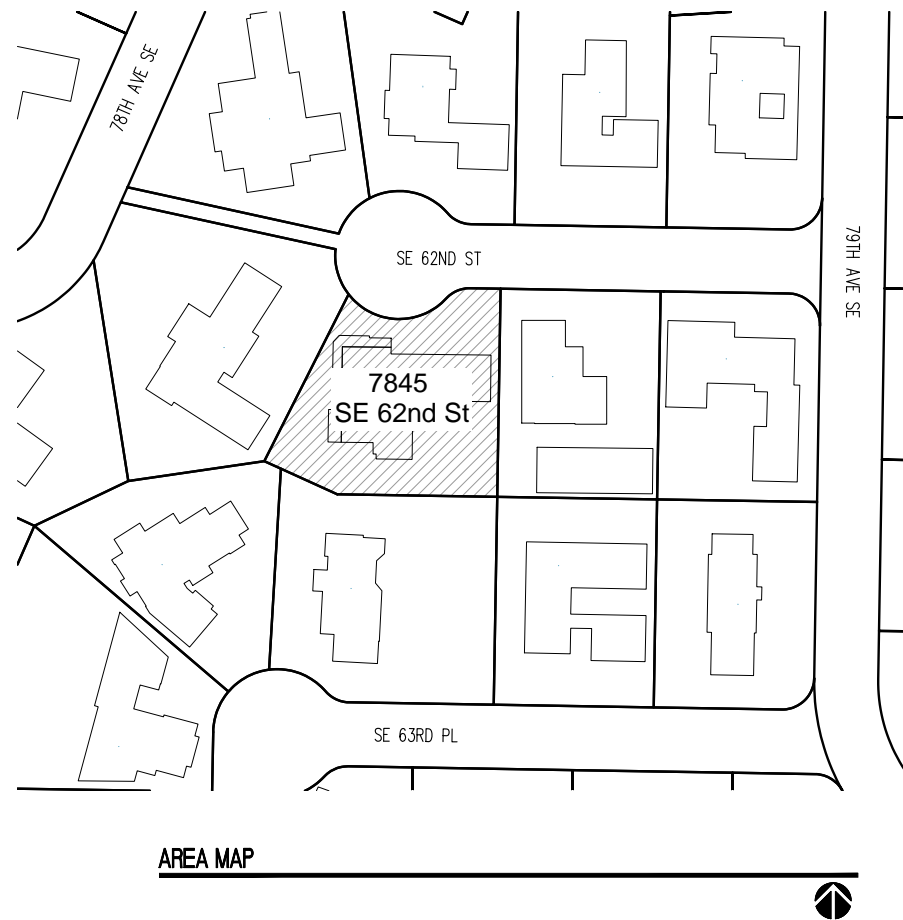 78TH AVE SE
SE 62ND ST
79TH AVE SE
7845
SE 62nd St
SE 63RD PL
AREA MAP